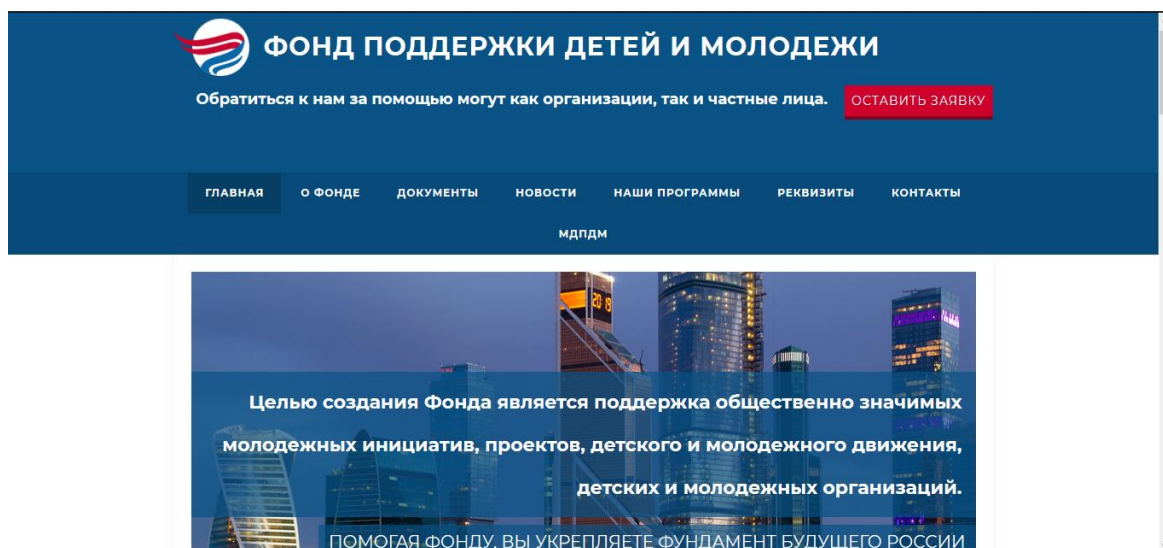 ФОНД ПОДДЕРЖКИ ДЕТЕЙ И МОЛОДЕЖИ
Обратиться к нам за помощью могут как организации, так и частные лица. ОСТАВИТЬ ЗАЯВКУ
ГЛАВНАЯ О ФОНДЕ ДОКУМЕНТЫ НОВОСТИ НАШИ ПРОГРАММЫ РЕКВИЗИТЫ КОНТАКТЫ
МДПДМ
20 19
Целью создания Фонда является поддержка общественно значимых
молодежных инициатив, проектов, детского и молодежного движения,
детских и молодежных организаций.
ПОМОГАЯ ФОНДУ, ВЫ УКРЕПЛЯЕТЕ ФУНДАМЕНТ БУДУЩЕГО РОССИИ